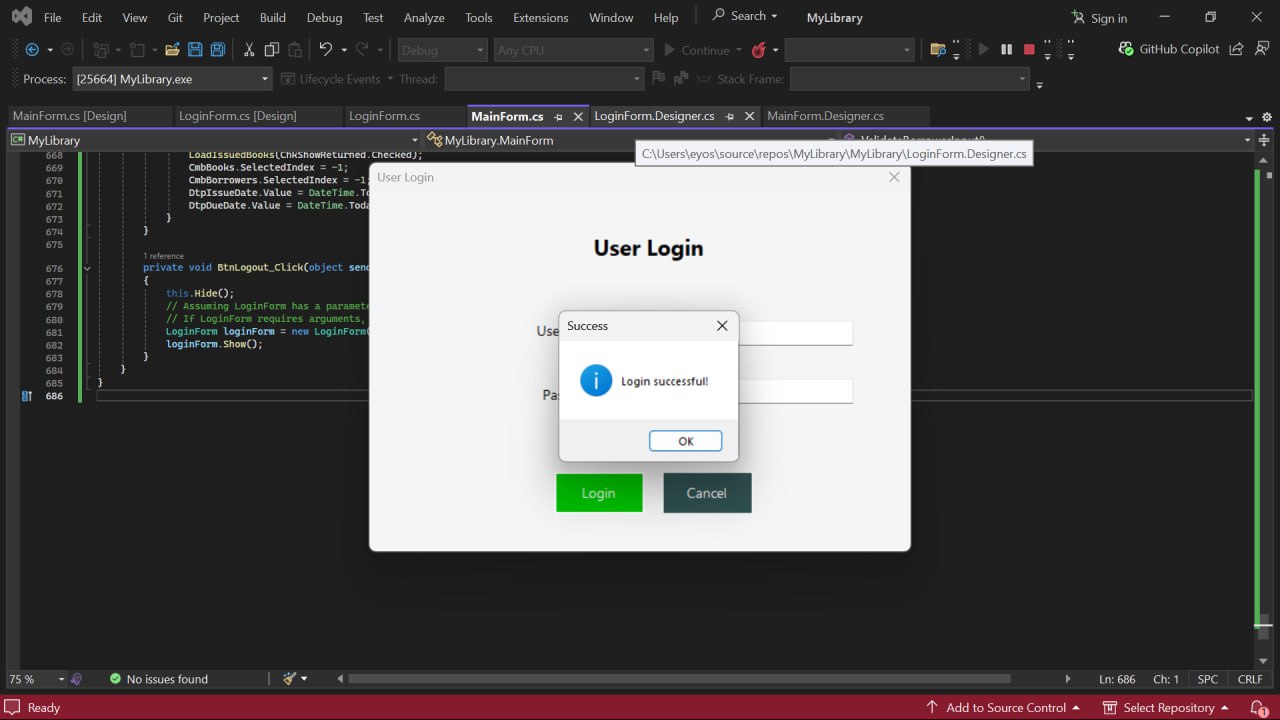 File Edit View Git Project Build Debug Test Analyze Tools Extensions Window Help Search MyLibrary Sign in
Debug Any CPU Continue GitHub Copilot
Process: [25664] MyLibrary.exe Lifecycle Events Thread: Stack Frame:
MainForm.cs [Design] LoginForm.cs [Design] LoginForm.cs MainForm.cs LoginForm.Designer.cs MainForm.Designer.cs
MyLibrary MyLibrary.MainForm
C:\Users\eyos\source\repos\MyLibrary\MyLibrary\LoginForm.Designer.cs
668 LoadIssuedBooks(ChkShowReturned.Checked);
669 CmbBooks.SelectedIndex = -1;
670 CmbBorrowers.SelectedIndex = -1;
671 DtpIssueDate.Value = DateTime.To
672 DtpDueDate.Value = DateTime.Toda
673 }
674 }
675
1 reference
676 private void BtnLogout_Click(object send
677 {
678 this.Hide();
679 // Assuming LoginForm has a paramete
680 // If LoginForm requires arguments,
681 LoginForm loginForm = new LoginForm(
682 loginForm.Show();
683 }
684 }
685 }
686
User Login
User Login
Use
Pas
Success
i
Login successful!
OK
Login Cancel
75 % No issues found Ln: 686 Ch: 1 SPC CRLF
Ready Add to Source Control Select Repository 1